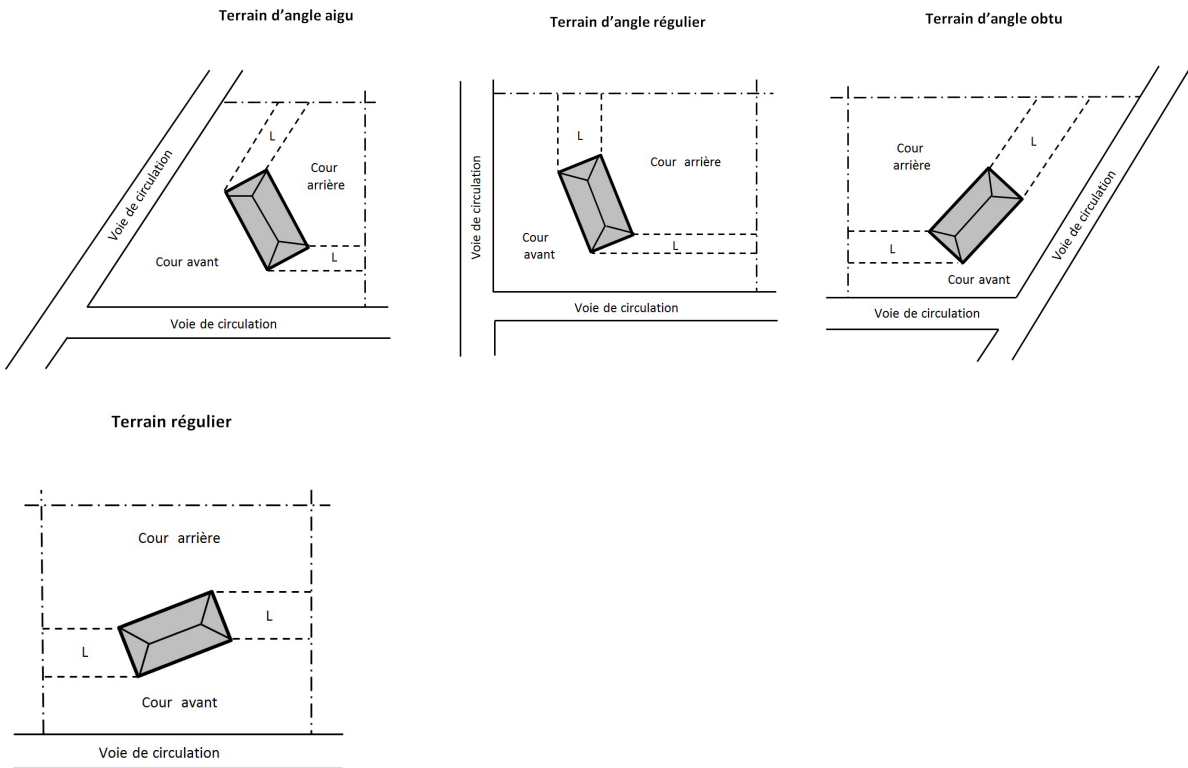 Terrain d'angle aigu
Voie de circulation
L
Cour
arrière
Cour avant
L
Voie de circulation
Terrain d'angle régulier
Voie de circulation
L
Cour arrière
Cour
avant
L
Voie de circulation
Terrain d'angle obtu
Cour
arrière
L
Voie de circulation
L
Cour avant
Voie de circulation
Terrain régulier
Cour arrière
L
L
Cour avant
Voie de circulation